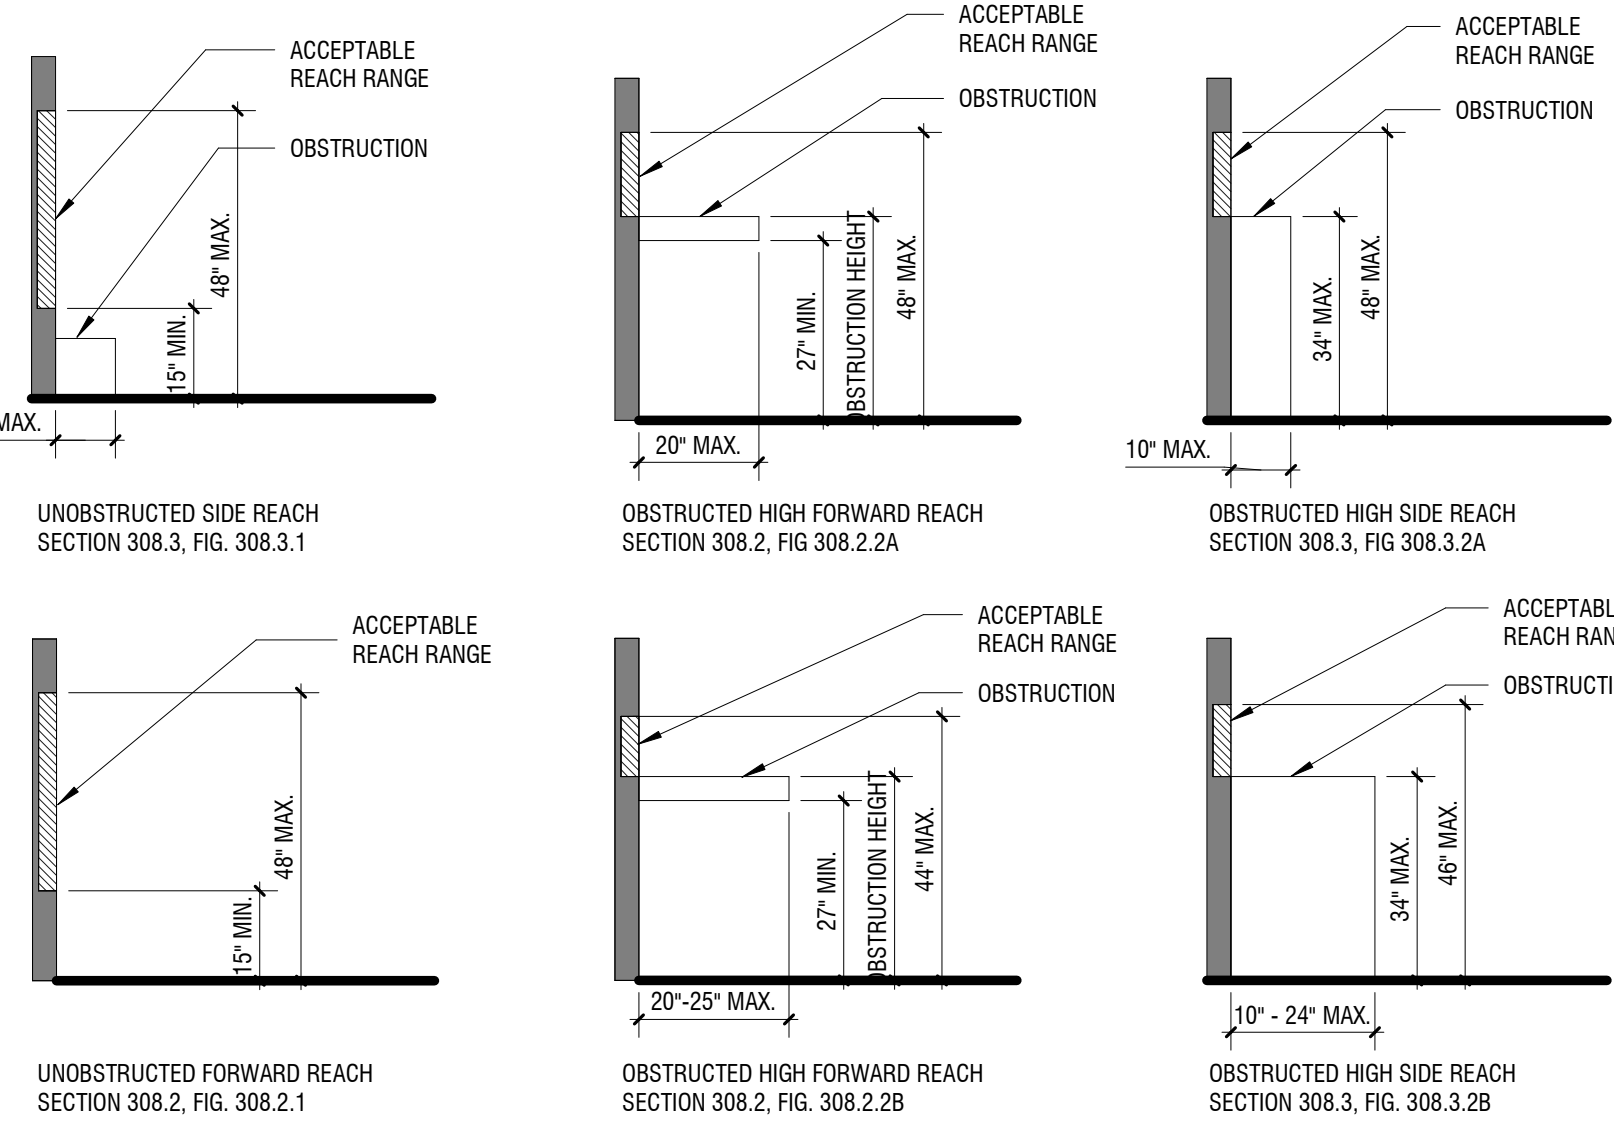 ACCEPTABLE
REACH RANGE
OBSTRUCTION
48" MAX.
15" MIN.
MAX.
UNOBSTRUCTED SIDE REACH
SECTION 308.3, FIG. 308.3.1
ACCEPTABLE
REACH RANGE
OBSTRUCTION
27" MIN.
OBSTRUCTION HEIGHT
48" MAX.
20" MAX.
OBSTRUCTED HIGH FORWARD REACH
SECTION 308.2, FIG 308.2.2A
ACCEPTABLE
REACH RANGE
OBSTRUCTION
34" MAX.
48" MAX.
10" MAX.
OBSTRUCTED HIGH SIDE REACH
SECTION 308.3, FIG 308.3.2A
ACCEPTABLE
REACH RANGE
48" MAX.
15" MIN.
UNOBSTRUCTED FORWARD REACH
SECTION 308.2, FIG. 308.2.1
ACCEPTABLE
REACH RANGE
OBSTRUCTION
27" MIN.
OBSTRUCTION HEIGHT
44" MAX.
20"-25" MAX.
OBSTRUCTED HIGH FORWARD REACH
SECTION 308.2, FIG. 308.2.2B
ACCEPTABL
REACH RAN
OBSTRUCTI
34" MAX.
46" MAX.
10" - 24" MAX.
OBSTRUCTED HIGH SIDE REACH
SECTION 308.3, FIG. 308.3.2B